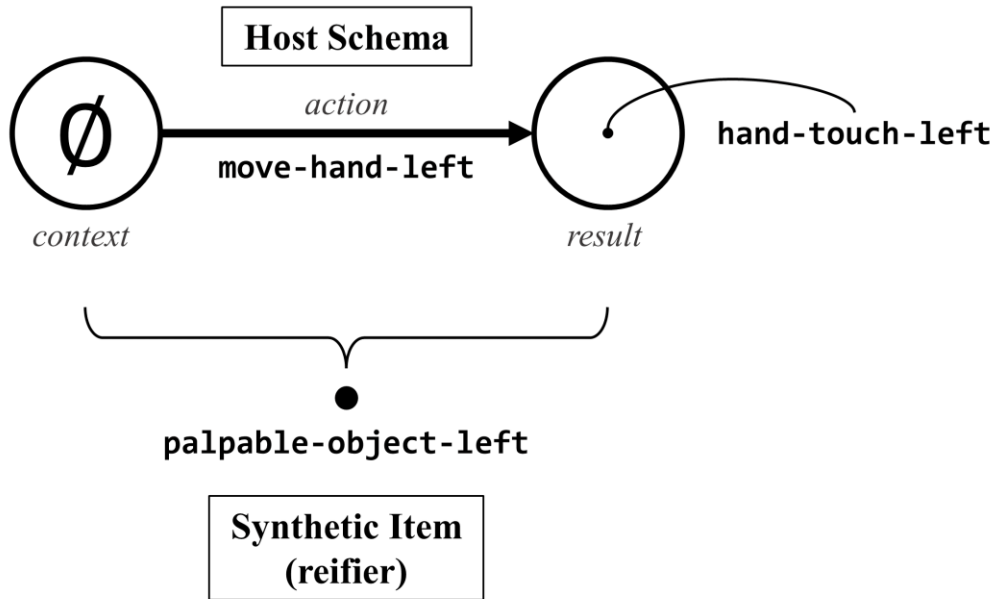 Host Schema
Ø
action
move-hand-left
hand-touch-left
context
result
palpable-object-left
Synthetic Item
(reifier)